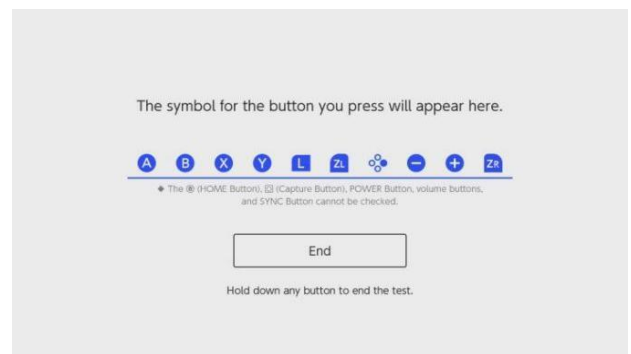 The symbol for the button you press will appear here.
A B X Y L ZL - + ZR
◆ The (HOME Button), (Capture Button), POWER Button, volume buttons,
and SYNC Button cannot be checked.
End
Hold down any button to end the test.